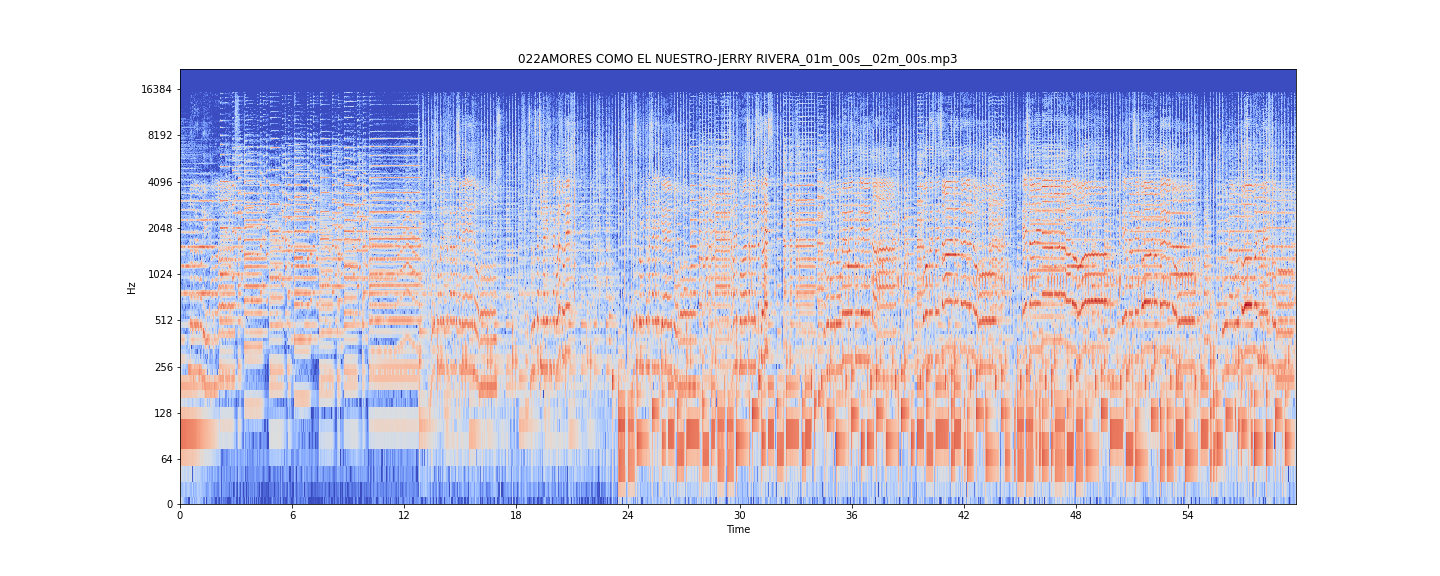 022AMORES COMO EL NUESTRO-JERRY RIVERA_01m_00s__02m_00s.mp3
16384
8192
4096
2048
1024
512
256
128
64
0
Hz
0 6 12 18 24 30 36 42 48 54
Time